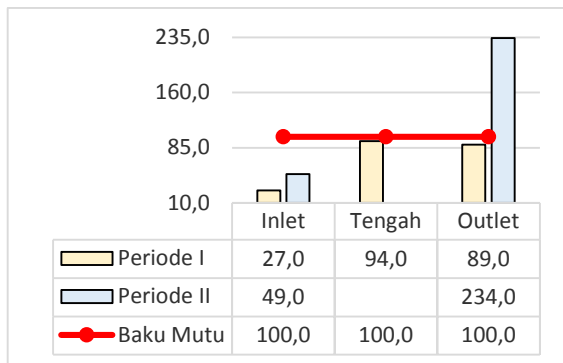 235,0
160,0
85,0
10,0
Inlet Tengah Outlet
Periode I 27,0 94,0 89,0
Periode II 49,0 234,0
Baku Mutu 100,0 100,0 100,0